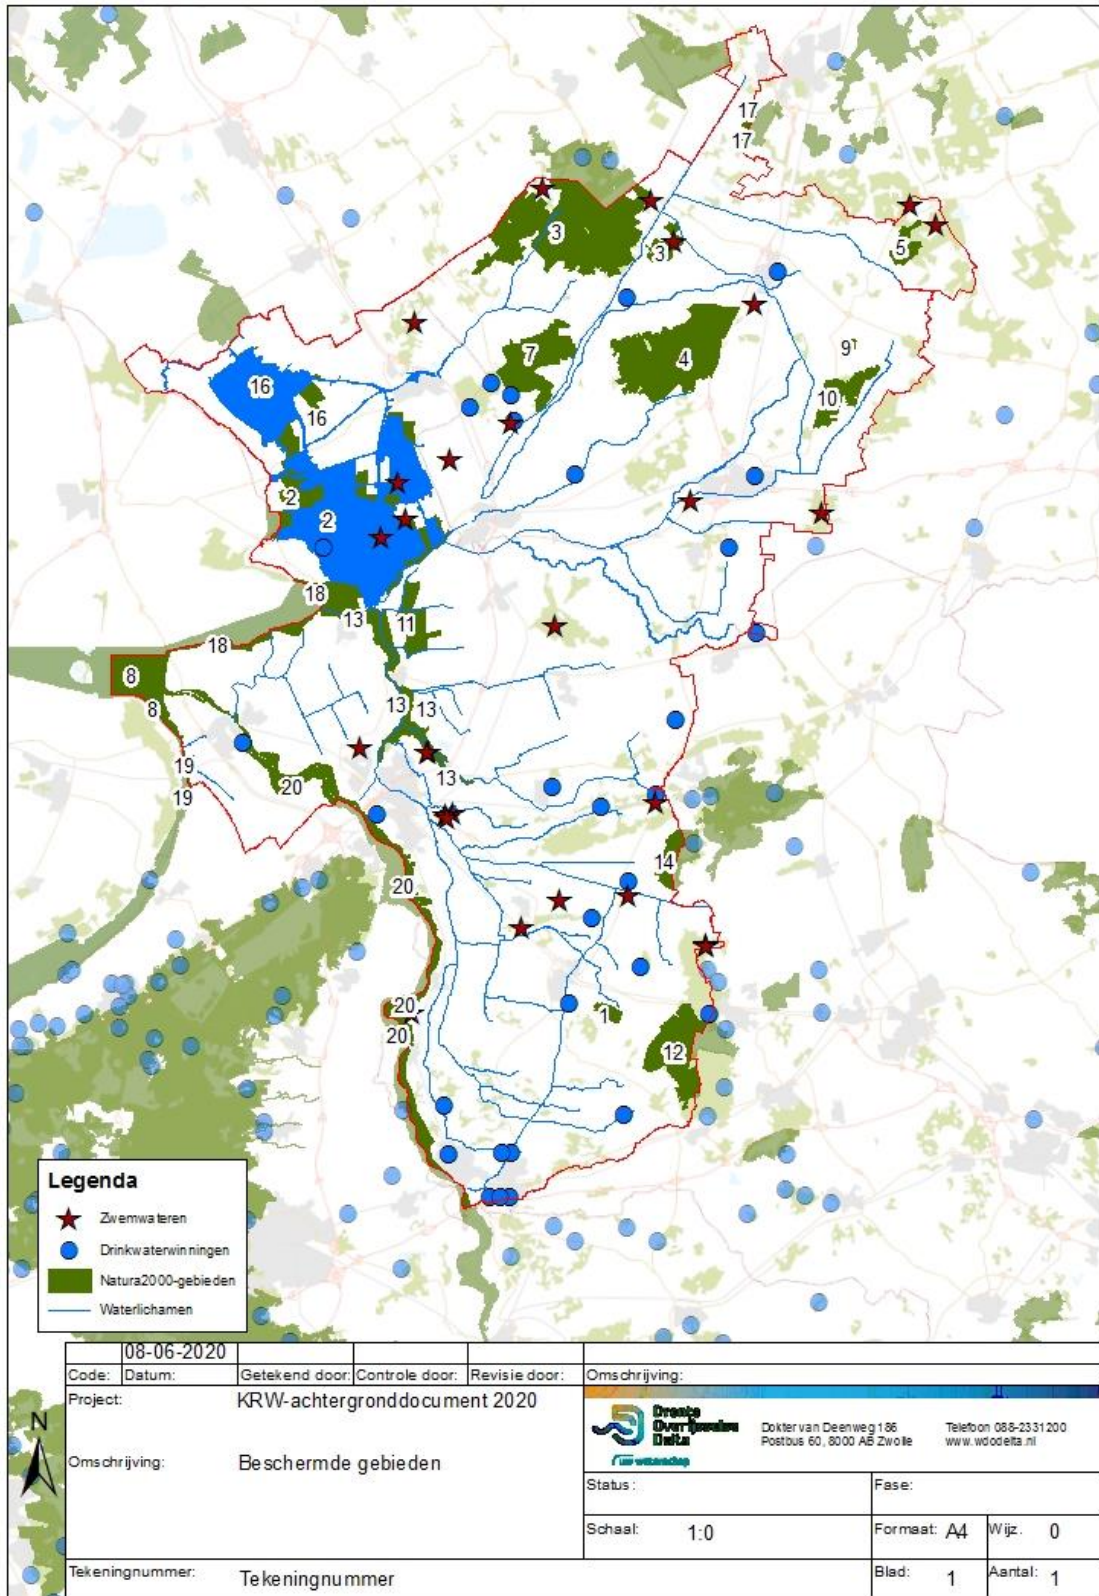 17
17
3
3
5
7
4
9
10
16
16
2
2
18
13
11
18
8
8
13
13
19
13
20
19
14
20
20
1
20
12
Legenda
Zwemwateren
Drinkwaterwinningen
Natura2000-gebieden
Waterlichamen
N
08-06-2020
Code: Datum: Getekend door: Controle door: Revisie door: Omschrijving:
Project: KRW-achtergronddocument 2020
Omschrijving: Beschermde gebieden
Drents
Overijsselse
Delta
waterschap
Dokter van Deenweg 186
Postbus 60, 8000 AB Zwolle
Telefoon 088-2331200
www.wdodelta.nl
Status: Fase:
Schaal: 1:0 Formaat: A4 Wijz. 0
Tekeningnummer: Tekeningnummer Blad: 1 Aantal: 1